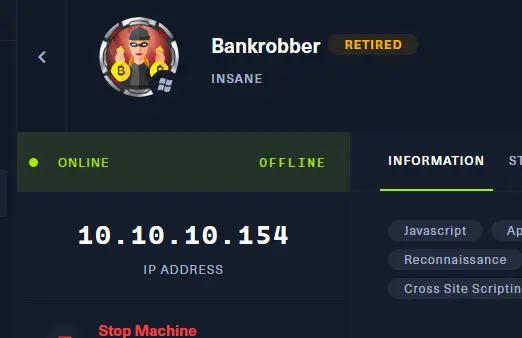 Bankrobber RETIRED
INSANE
ONLINE OFFLINE
INFORMATION ST
10.10.10.154
IP ADDRESS
Javascript Ap
Reconnaissance
Cross Site Scriptin
Stop Machine